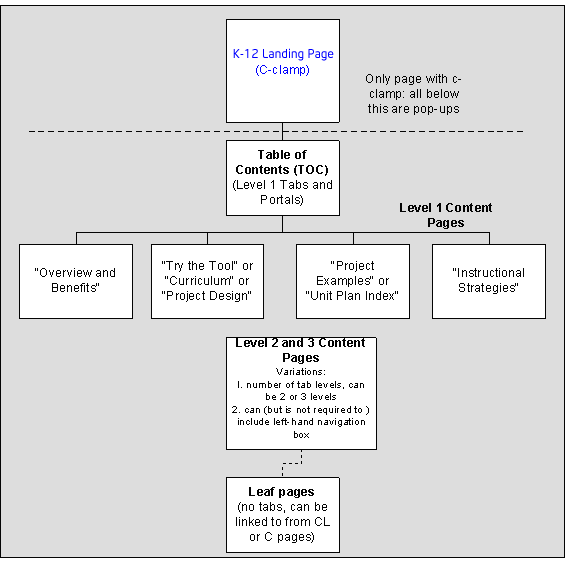 K-12 Landing Page
(C-clamp)
Only page with c-
clamp: all below
this are pop-ups
Table of
Contents (TOC)
(Level 1 Tabs and
Portals)
Level 1 Content
Pages
"Overview and
Benefits"
"Try the Tool" or
"Curriculum" or
"Project Design"
"Project
Examples" or
"Unit Plan Index"
"Instructional
Strategies"
Level 2 and 3 Content
Pages
Variations:
1. number of tab levels, can
be 2 or 3 levels
2. can (but is not required to )
include left-hand navigation
box
Leaf pages
(no tabs, can be
linked to from CL
or C pages)